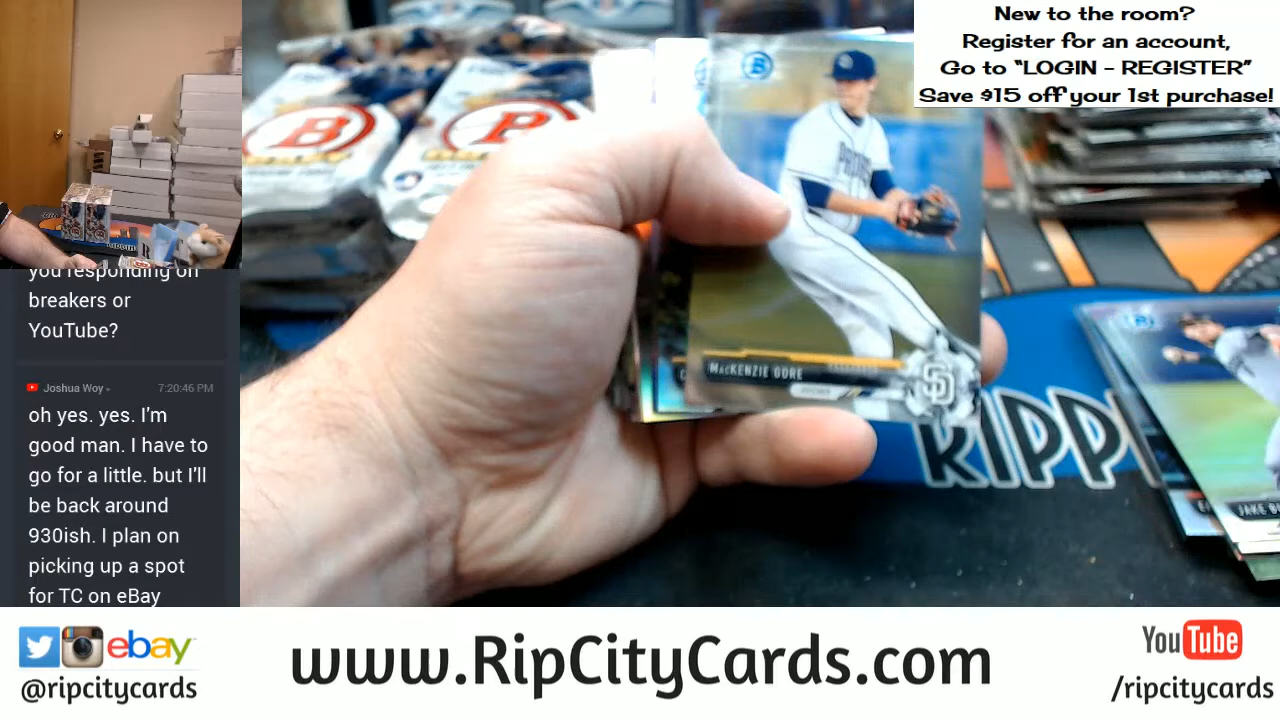 New to the room?
Register for an account,
Go to “LOGIN - REGISTER”
Save $15 off your 1st purchase!
you responding on
breakers or
YouTube?
Joshua Woy
7:20:46 PM
oh yes. yes. I'm
good man. I have to
go for a little. but I'll
be back around
930ish. I plan on
picking up a spot
for TC on eBay
B
B
MACKENZIE GORE
SD
RIPP
JAKE
ebay
@ripcitycards
www.RipCityCards.com
YouTube
/ripcitycards